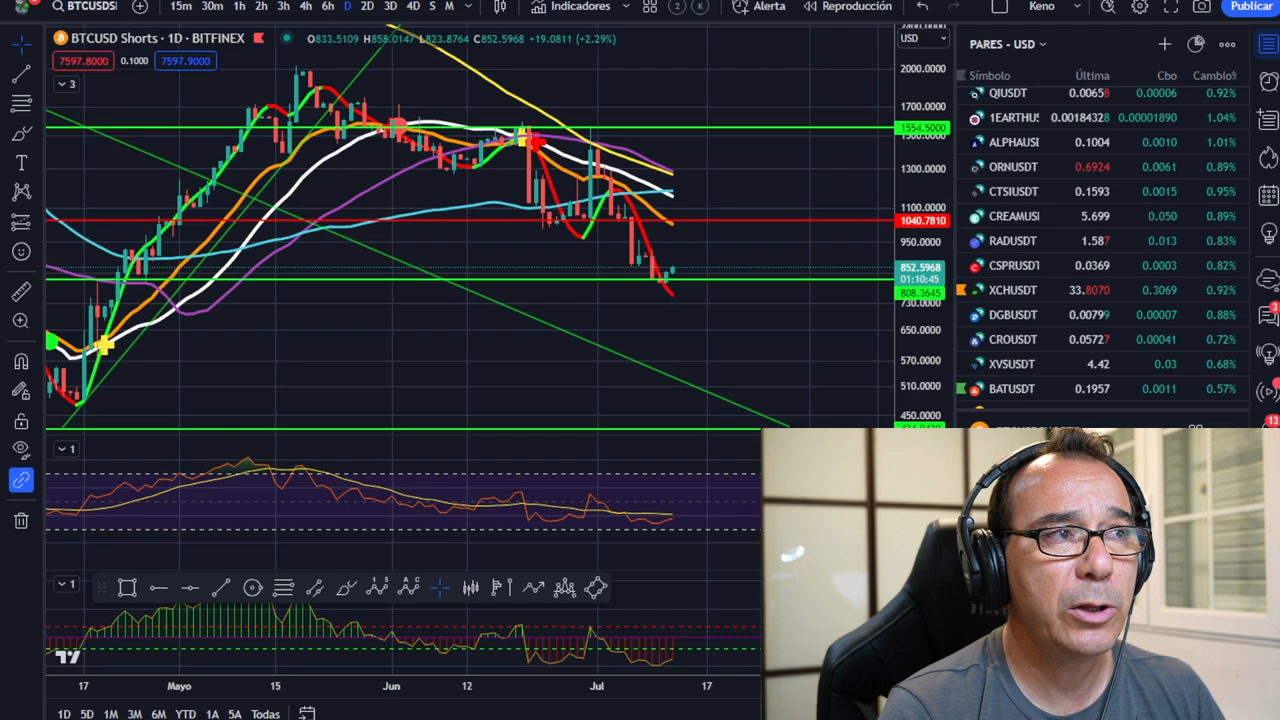 BTCUSDS 15m 30m 1h 2h 3h 4h 6h D 2D 3D 4D S M Indicadores 2 K Alerta Reproducción Keno Publicar
BTCUSD Shorts · 1D · BITFINEX O833.5109 H858.0147 L823.8764 C852.5968 +19.0811 (+2.29%)
USD
7597.8000 0.1000 7597.9000
3
2000.0000
1700.0000
1554.5000
1300.0000
1100.0000
1040.7810
950.0000
852.5968
01:10:45
808.3645
730.0000
650.0000
570.0000
510.0000
450.0000
PARES - USD
Símbolo Última Cbo Cambio%
QIUSDT 0.00658 0.00006 0.92%
1EARTHUS 0.00184328 0.00001890 1.04%
ALPHAUSI 0.1004 0.0010 1.01%
ORNUSDT 0.6924 0.0061 0.89%
CTSIUSDT 0.1593 0.0015 0.95%
CREAMUSI 5.699 0.050 0.89%
RADUSDT 1.587 0.013 0.83%
CSPRUSDT 0.0369 0.0003 0.82%
XCHUSDT 33.8070 0.3069 0.92%
DGBUSDT 0.00799 0.00007 0.88%
CROUSDT 0.05727 0.00041 0.72%
XVSUSDT 4.42 0.03 0.68%
BATUSDT 0.1957 0.0011 0.57%
3
13
1
1
17 Mayo 15 Jun 12 Jul 17
1D 5D 1M 3M 6M YTD 1A 5A Todas